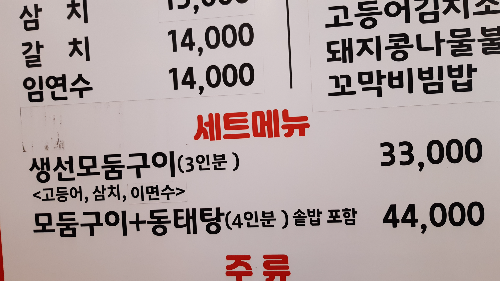 삼 치
갈 치 14,000
임연수 14,000
고등어김치조
돼지콩나물불
꼬막비빔밥
세트메뉴
생선모둠구이(3인분) 33,000
<고등어, 삼치, 이면수>
모둠구이+동태탕(4인분) 솥밥 포함 44,000
주 류